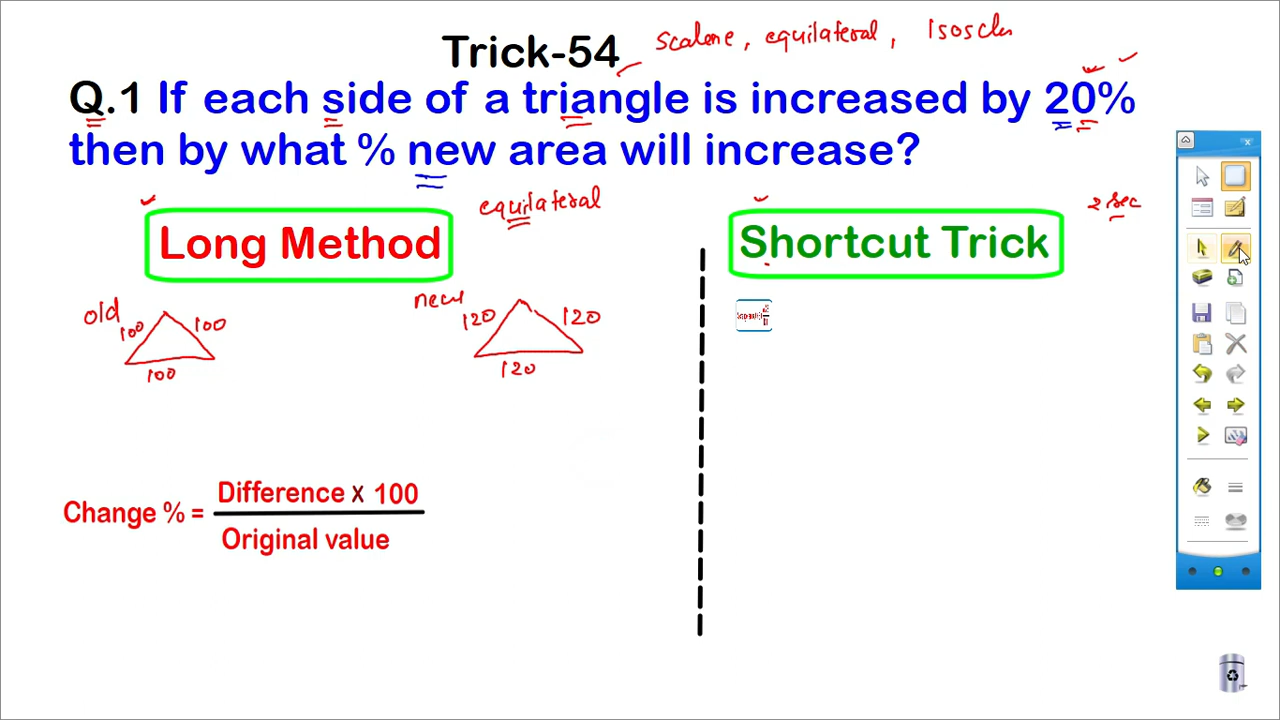 Trick-54
scalene, equilateral, Isoscles
Q.1 If each side of a triangle is increased by 20%
then by what % new area will increase?
equilateral
2 sec
Long Method
Shortcut Trick
old
100
100
100
new
120
120
120
Change % = Difference x 100
Original value